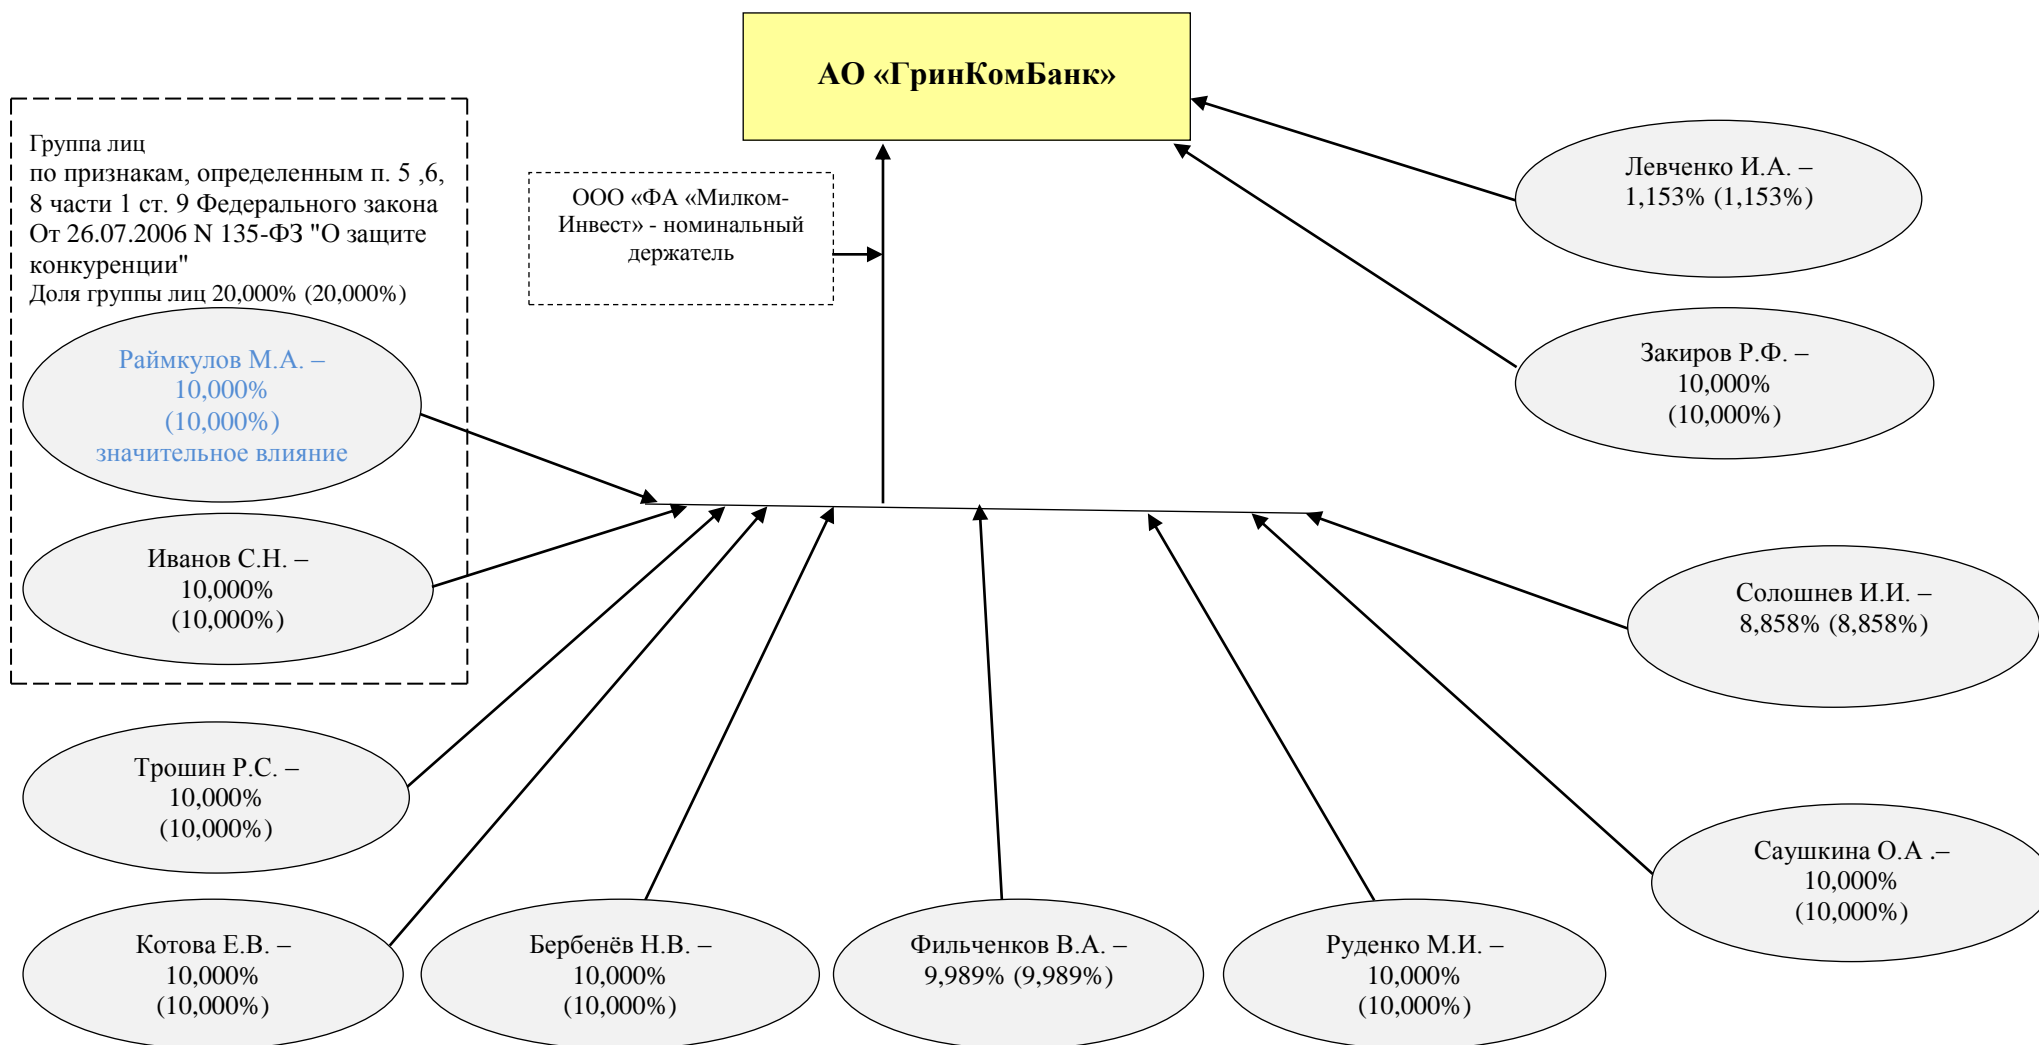 АО «ГринКомБанк»
Группа лиц
по признакам, определенным п. 5 ,6,
8 части 1 ст. 9 Федерального закона
От 26.07.2006 N 135-ФЗ "О защите
конкуренции"
Доля группы лиц 20,000% (20,000%)
ООО «ФА «Милком-
Инвест» - номинальный
держатель
Левченко И.А. –
1,153% (1,153%)
Закиров Р.Ф. –
10,000%
(10,000%)
Раймкулов М.А. –
10,000%
(10,000%)
значительное влияние
Иванов С.Н. –
10,000%
(10,000%)
Солошнев И.И. –
8,858% (8,858%)
Трошин Р.С. –
10,000%
(10,000%)
Саушкина О.А .–
10,000%
(10,000%)
Котова Е.В. –
10,000%
(10,000%)
Бербенёв Н.В. –
10,000%
(10,000%)
Фильченков В.А. –
9,989% (9,989%)
Руденко М.И. –
10,000%
(10,000%)